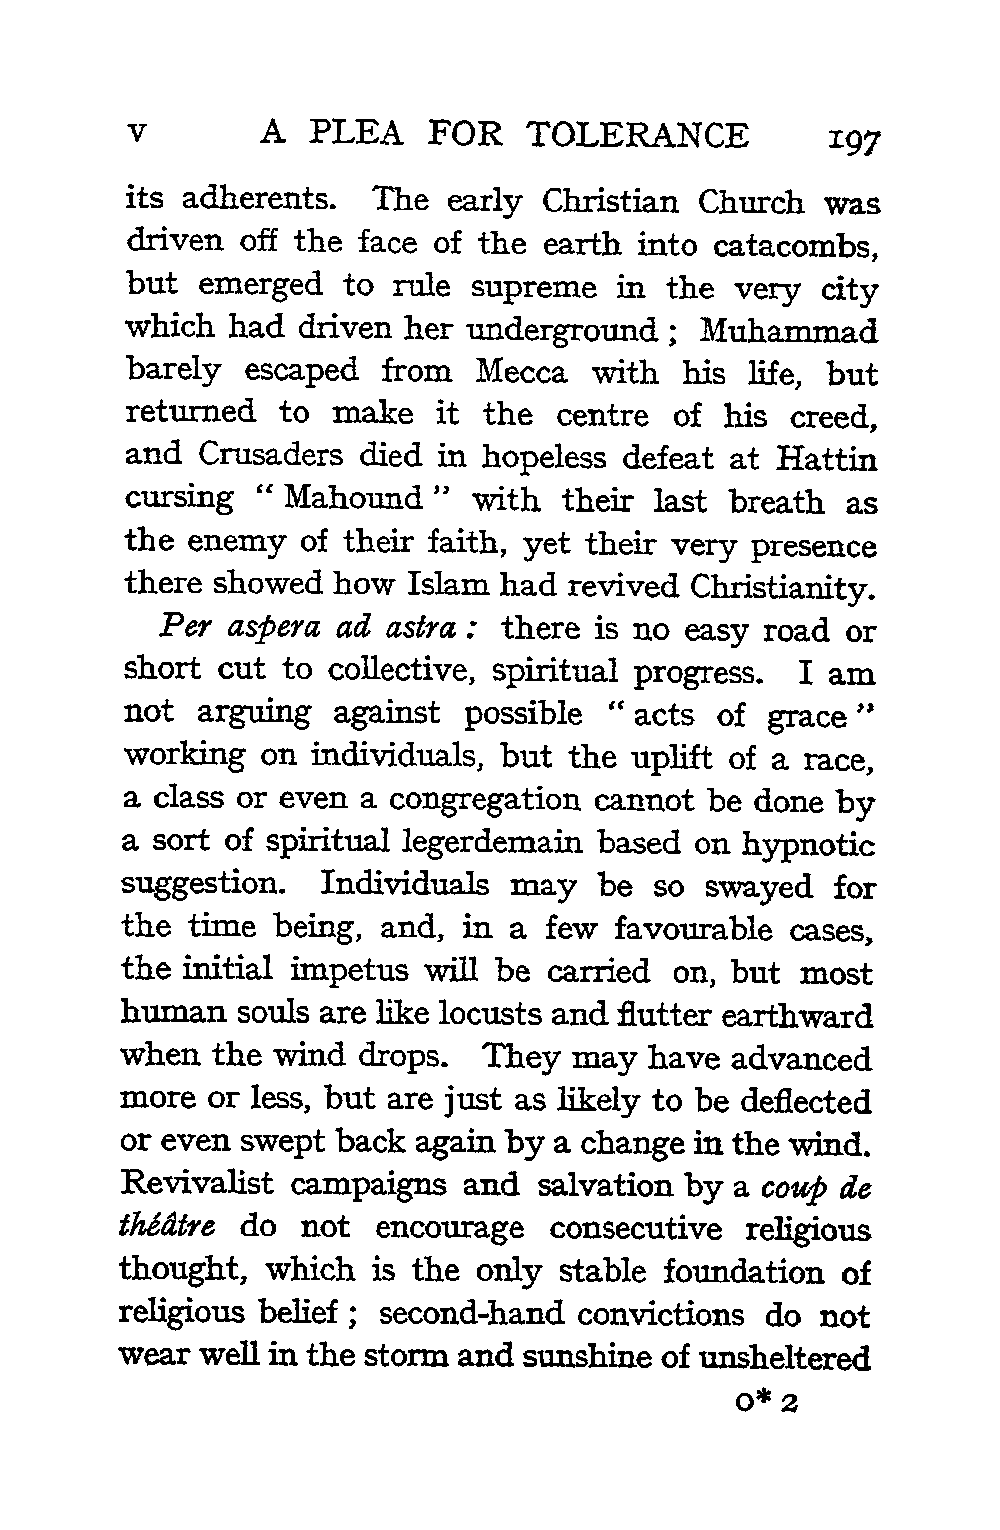 v A PLEA FOR TOLERANCE 197
its adherents. The early Christian Church was
driven off the face of the earth into catacombs,
but emerged to rule supreme in the very city
which had driven her underground ; Muhammad
barely escaped from Mecca with his life, but
returned to make it the centre of his creed,
and Crusaders died in hopeless defeat at Hattin
cursing “ Mahound ” with their last breath as
the enemy of their faith, yet their very presence
there showed how Islam had revived Christianity.
Per aspera ad astra : there is no easy road or
short cut to collective, spiritual progress. I am
not arguing against possible “ acts of grace ”
working on individuals, but the uplift of a race,
a class or even a congregation cannot be done by
a sort of spiritual legerdemain based on hypnotic
suggestion. Individuals may be so swayed for
the time being, and, in a few favourable cases,
the initial impetus will be carried on, but most
human souls are like locusts and flutter earthward
when the wind drops. They may have advanced
more or less, but are just as likely to be deflected
or even swept back again by a change in the wind.
Revivalist campaigns and salvation by a coup de
théâtre do not encourage consecutive religious
thought, which is the only stable foundation of
religious belief ; second-hand convictions do not
wear well in the storm and sunshine of unsheltered
O* 2